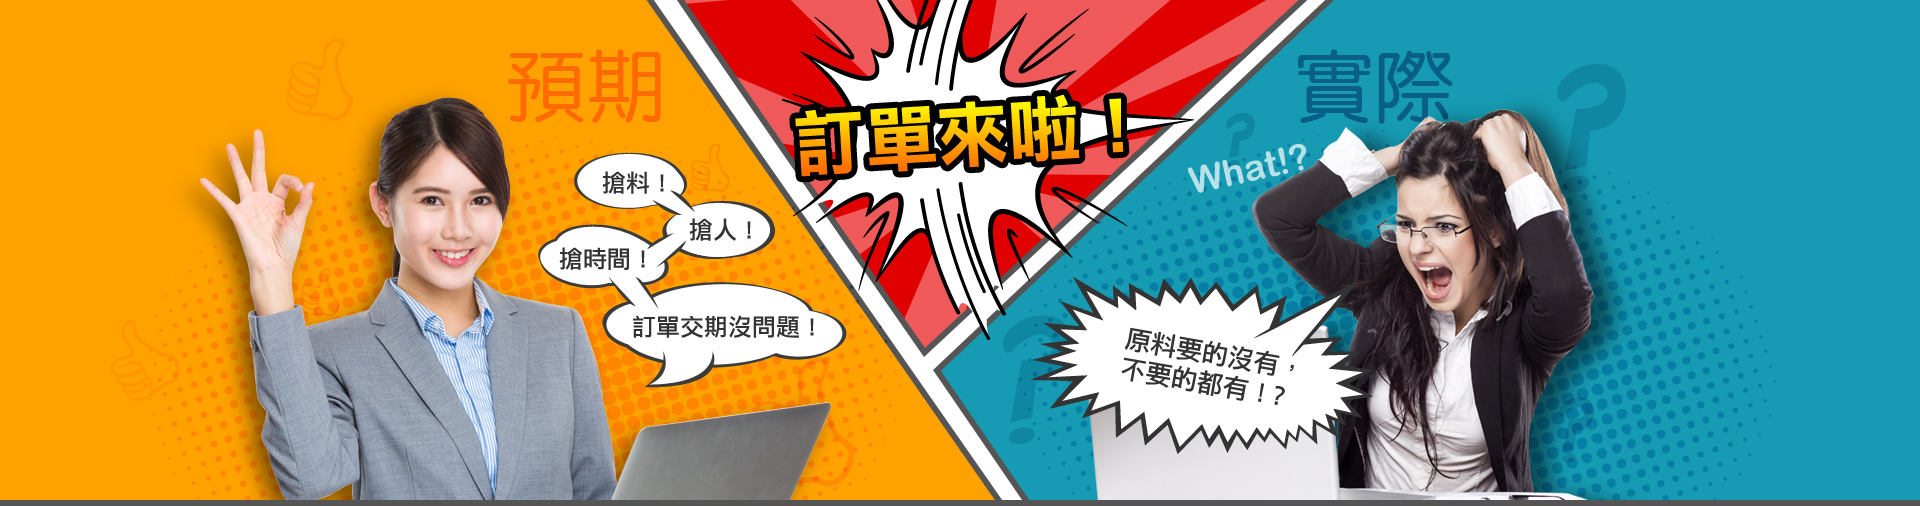 預期
搶料！
搶人！
搶時間！
訂單交期沒問題！
訂單來啦！
實際
What!?
原料要的沒有，
不要的都有！?